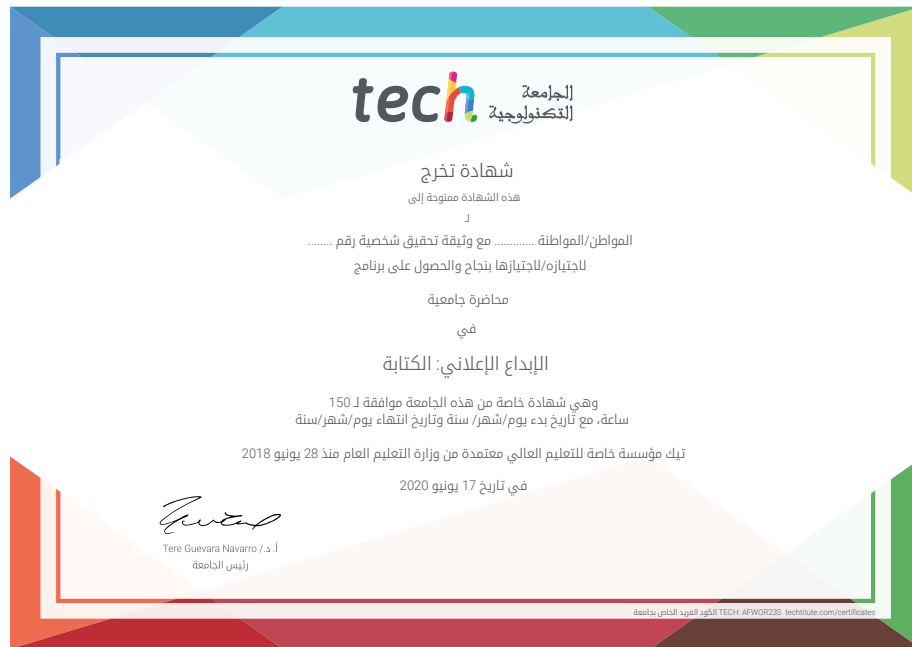 tech الجامعة
التكنولوجية
شهادة تخرج
هذه الشهادة ممنوحة إلى
لـ
المواطن/المواطنة ............ مع وثيقة تحقيق شخصية رقم ........
لاجتيازه/لاجتيازها بنجاح والحصول على برنامج
محاضرة جامعية
في
الإبداع الإعلاني: الكتابة
وهي شهادة خاصة من هذه الجامعة موافقة لـ 150
ساعة، مع تاريخ بدء يوم/شهر/ سنة وتاريخ انتهاء يوم/شهر/سنة
تيك مؤسسة خاصة للتعليم العالي معتمدة من وزارة التعليم العام منذ 28 يونيو 2018
في تاريخ 17 يونيو 2020
أ. د./ Tere Guevara Navarro
رئيس الجامعة
الكود الفريد الخاص بجامعة TECH: AFWOR23S techtitute.com/certificates